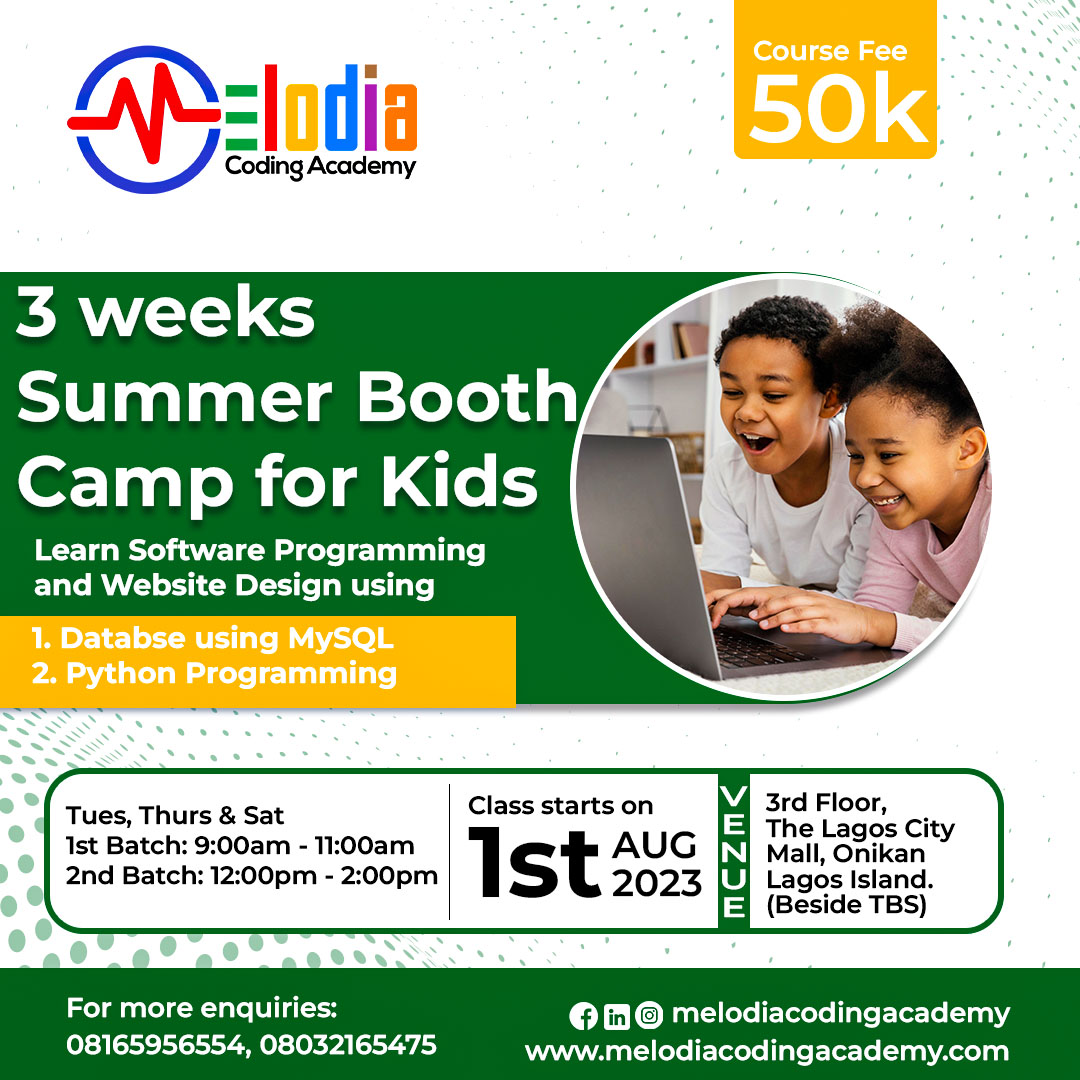 Melodia
Coding Academy
Course Fee
50k
3 weeks
Summer Booth
Camp for Kids
Learn Software Programming
and Website Design using
1. Databse using MySQL
2. Python Programming
Tues, Thurs & Sat
1st Batch: 9:00am - 11:00am
2nd Batch: 12:00pm - 2:00pm
Class starts on
1st AUG
2023
VENUE
3rd Floor,
The Lagos City
Mall, Onikan
Lagos Island.
(Beside TBS)
For more enquiries:
08165956554, 08032165475
melodiacodingacademy
www.melodiacodingacademy.com